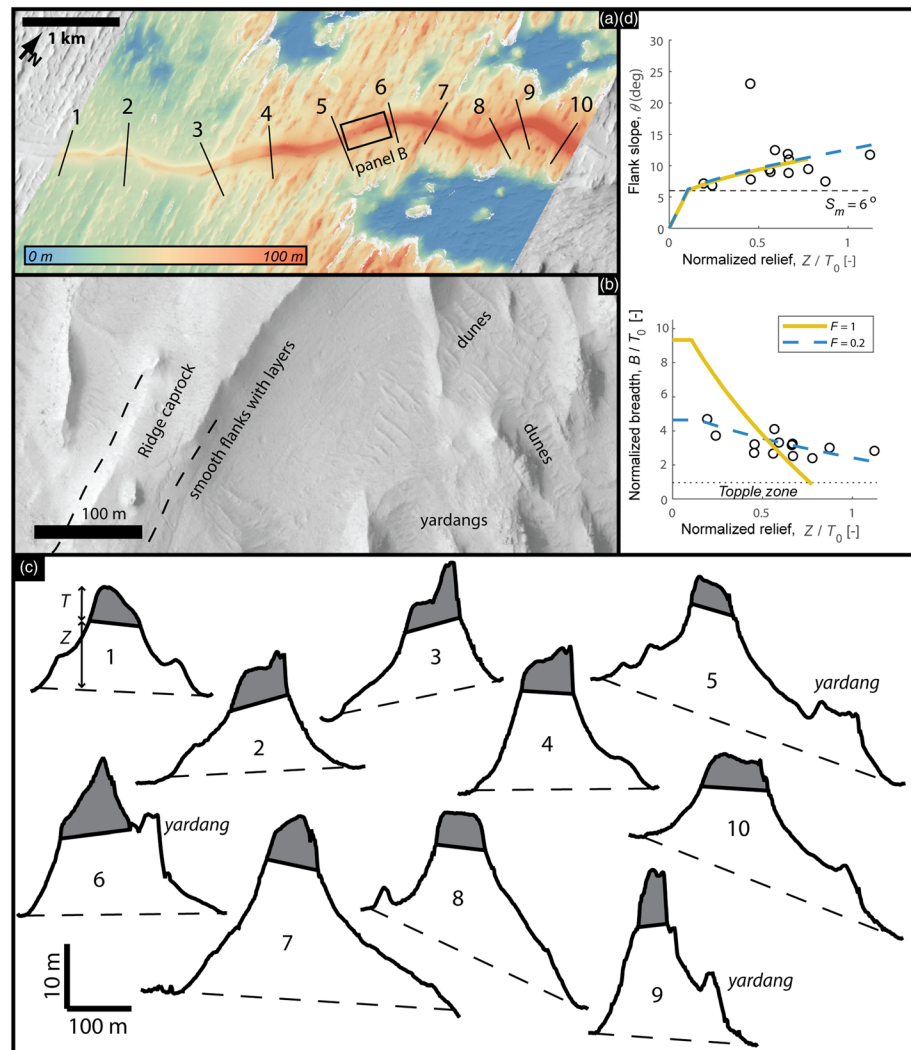 (a)
1 km
N
1
2
3
4
5
6
7
8
9
10
panel B
0 m
100 m
(b)
Ridge caprock
smooth flanks with layers
dunes
dunes
yardangs
100 m
(c)
T
Z
1
2
3
4
5
yardang
6
yardang
7
8
9
yardang
10
10 m
100 m
(d)
Flank slope, θ (deg)
30
25
20
15
10
5
0
Sm = 6 o
0
0.5
1
Normalized relief, Z / T0 [-]
Normalized breadth, B / T0 [-]
10
8
6
4
2
0
F = 1
F = 0.2
Topple zone
0
0.5
1
Normalized relief, Z / T0 [-]